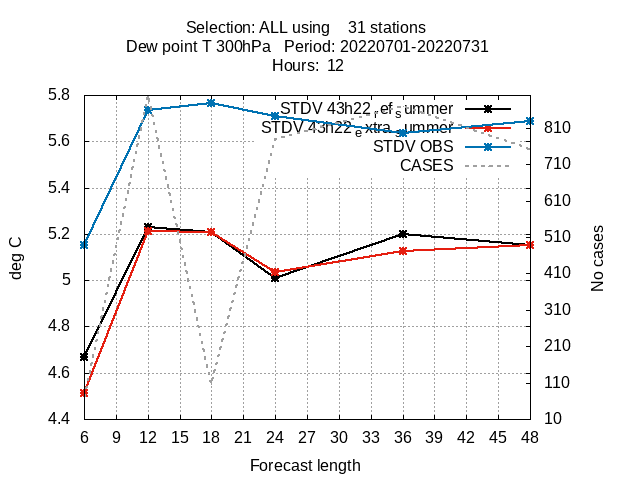 Selection: ALL using 31 stations
Dew point T 300hPa Period: 20220701-20220731
Hours: 12
5.8
5.6
5.4
5.2
5
4.8
4.6
4.4
deg C
STDV 43h22_ref_summer
STDV 43h22_extra_summer
STDV OBS
CASES
810
710
610
510
410
310
210
110
10
No cases
6 9 12 15 18 21 24 27 30 33 36 39 42 45 48
Forecast length